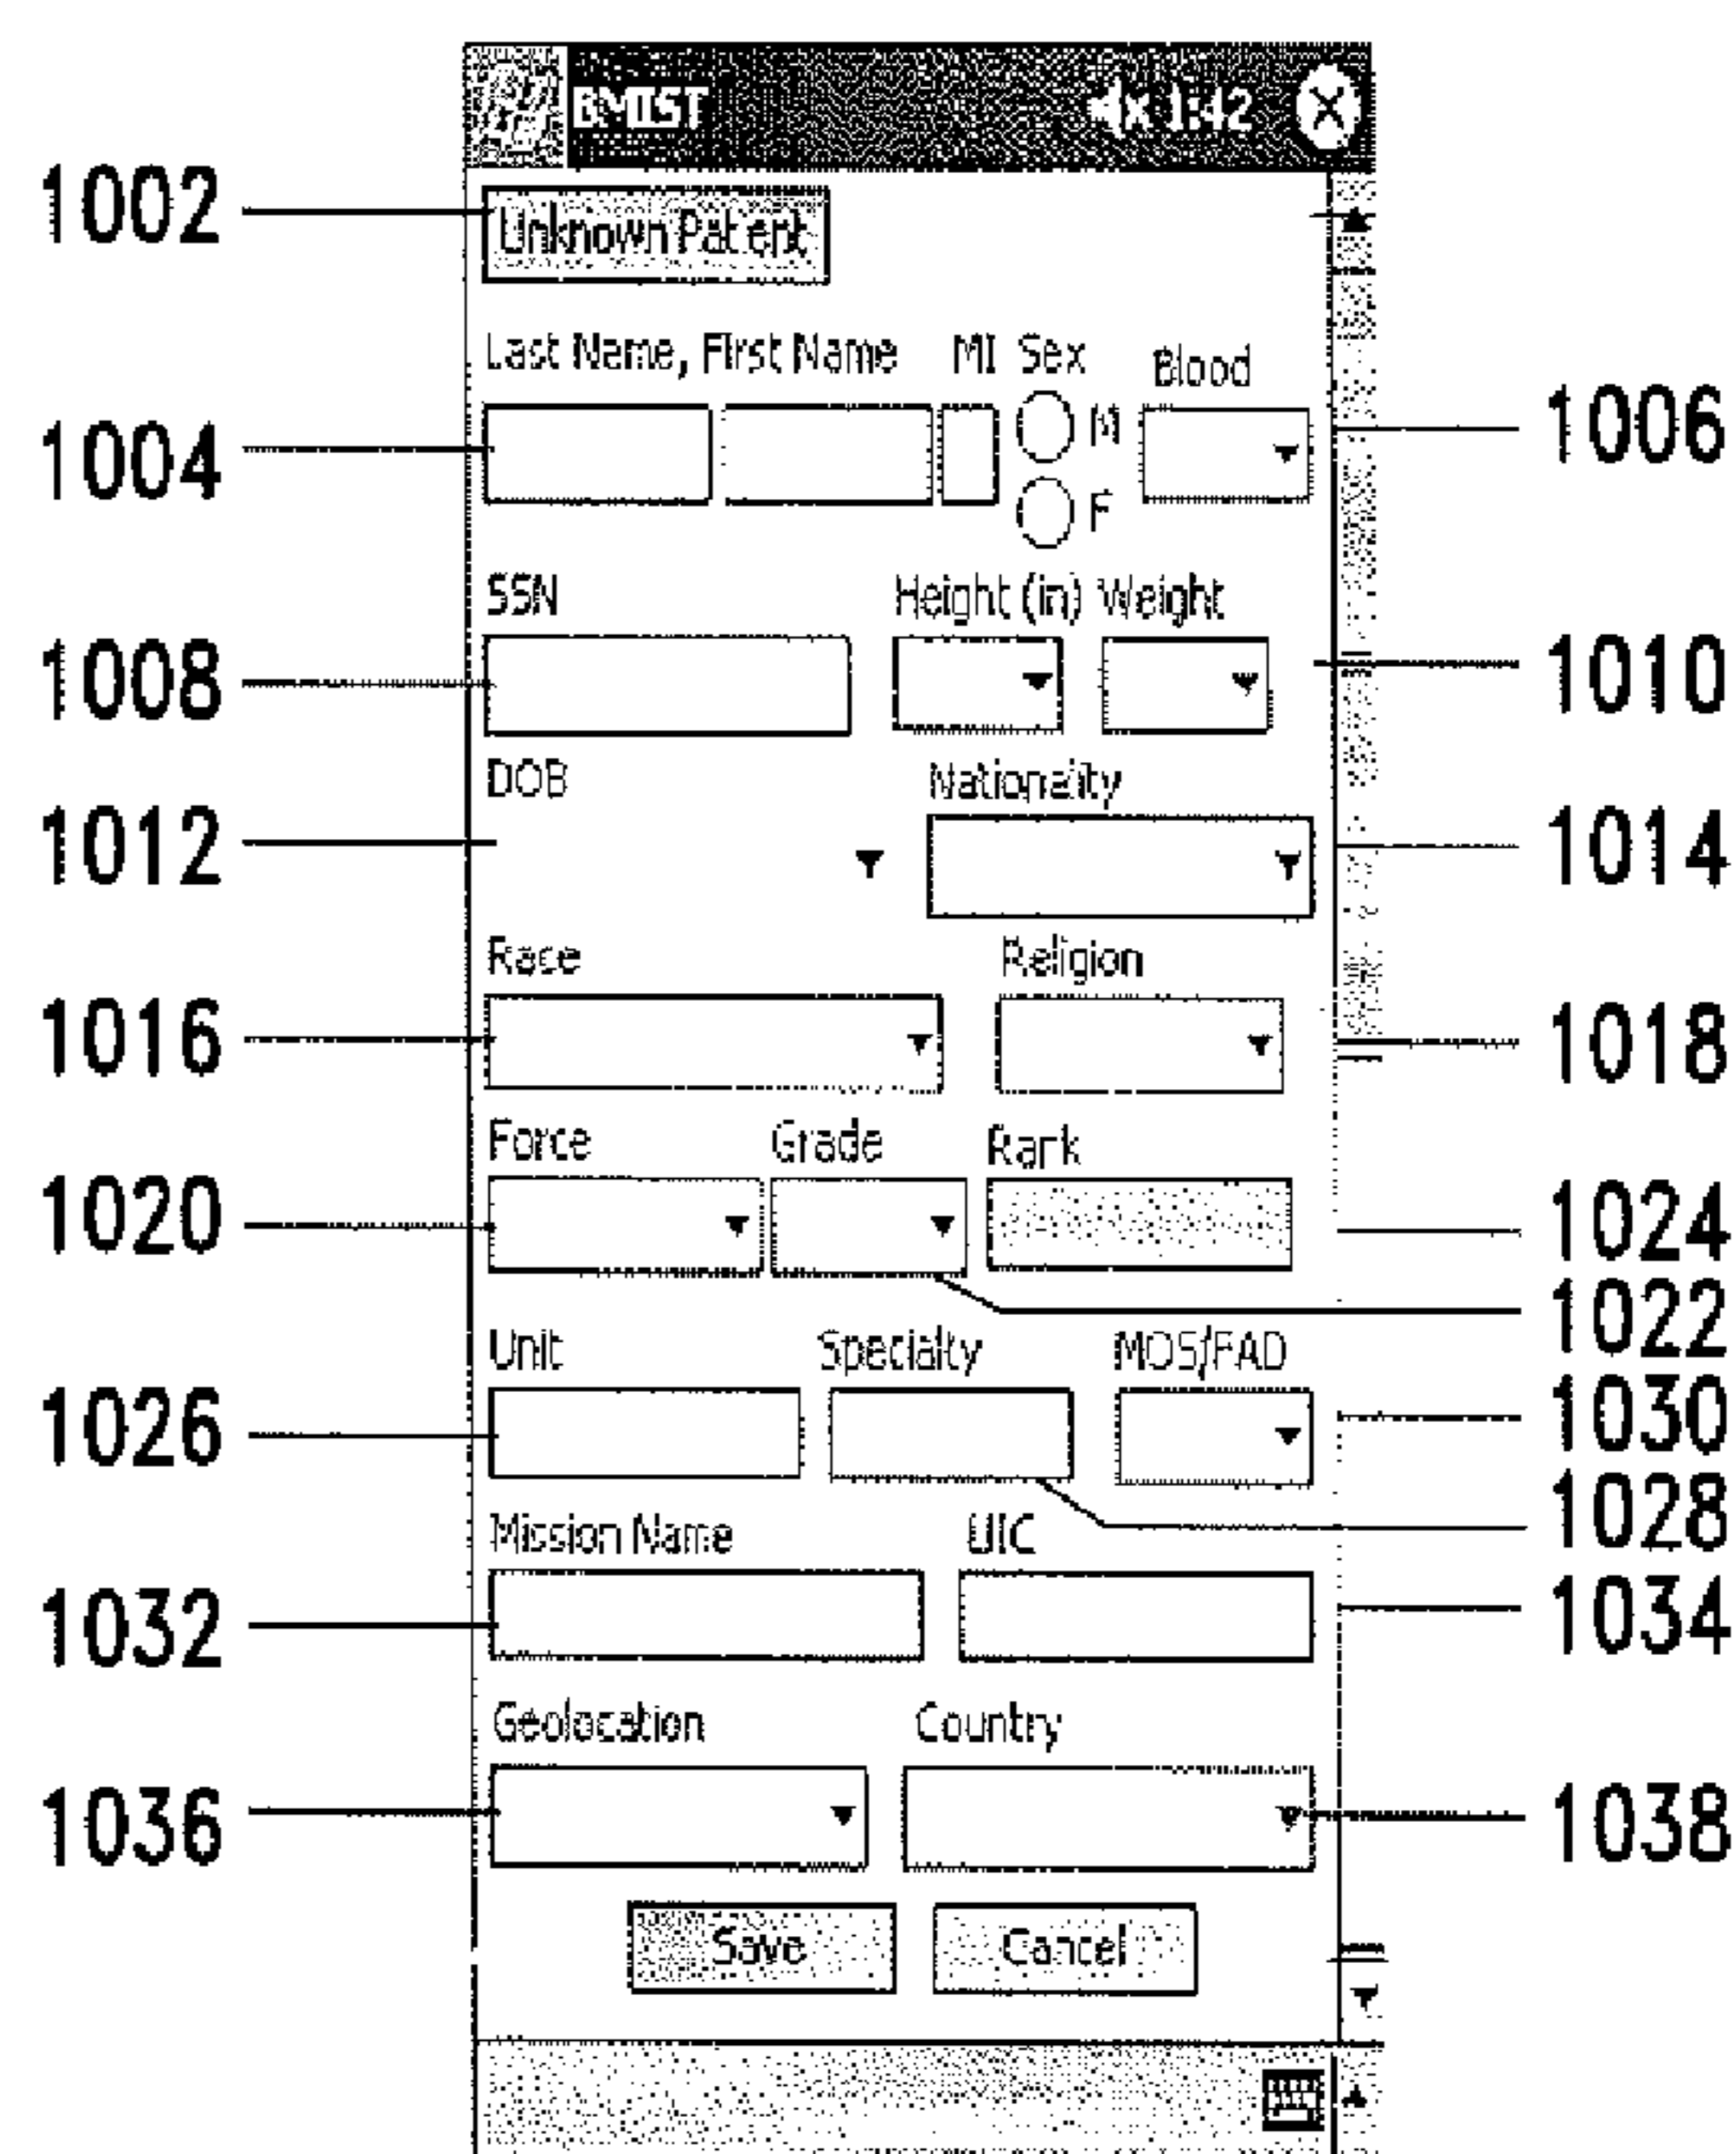 BMIST 1:42
1002 Unknown Patient
Last Name, First Name MI Sex Blood
1004 M 1006
F
SSN Height (in) Weight
1008 1010
DOB Nationality
1012 1014
Race Religion
1016 1018
Force Grade Rank
1020 1024
1022
Unit Specialty MOS/FAD
1026 1030
1028
Mission Name UIC
1032 1034
Geolocation Country
1036 1038
Save Cancel